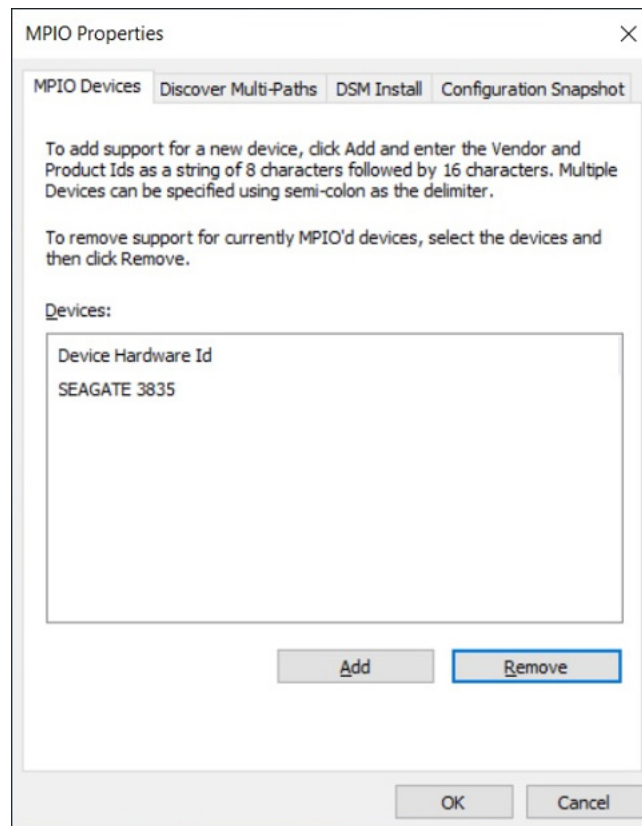 MPIO Properties
MPIO Devices Discover Multi-Paths DSM Install Configuration Snapshot
To add support for a new device, click Add and enter the Vendor and
Product Ids as a string of 8 characters followed by 16 characters. Multiple
Devices can be specified using semi-colon as the delimiter.
To remove support for currently MPIO'd devices, select the devices and
then click Remove.
Devices:
Device Hardware Id
SEAGATE 3835
Add Remove
OK Cancel